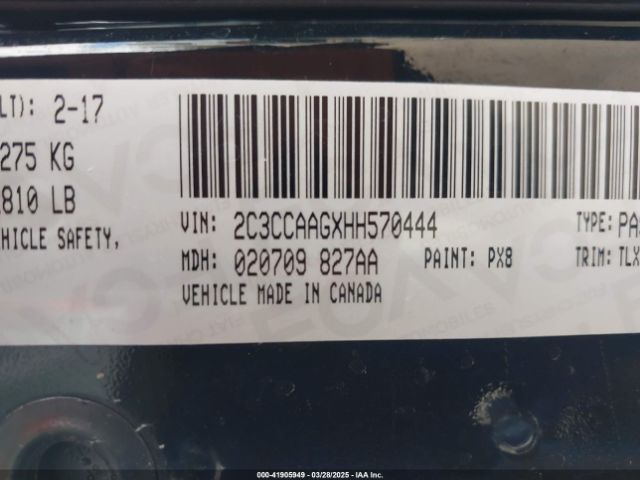 LT): 2-17
275 KG
810 LB
EHICLE SAFETY,
VIN: 2C3CCAAGXHH570444
TYPE: PA
MDH: 020709 827AA
PAINT: PX8
TRIM: TLX
VEHICLE MADE IN CANADA
000-41905949 | 03/28/2025 | IAA, Inc.